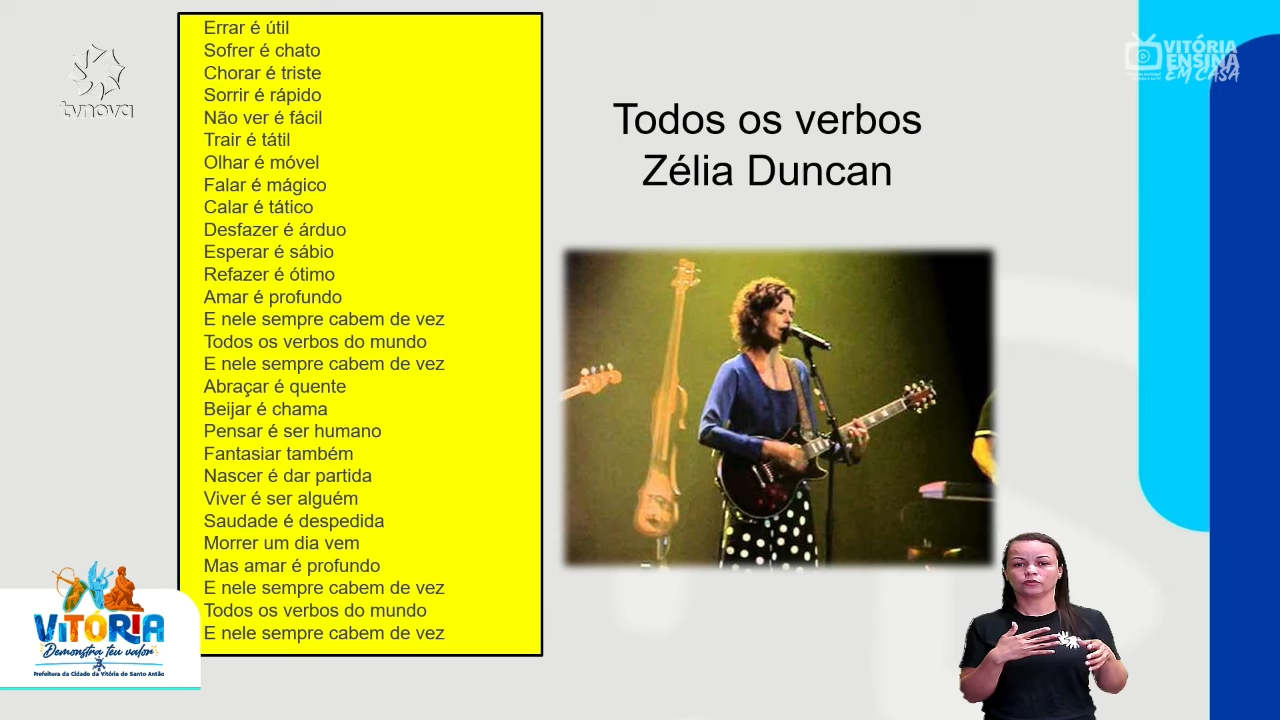 Errar é útil
Sofrer é chato
Chorar é triste
Sorrir é rápido
Não ver é fácil
Trair é tátil
Olhar é móvel
Falar é mágico
Calar é tático
Desfazer é árduo
Esperar é sábio
Refazer é ótimo
Amar é profundo
E nele sempre cabem de vez
Todos os verbos do mundo
E nele sempre cabem de vez
Abraçar é quente
Beijar é chama
Pensar é ser humano
Fantasiar também
Nascer é dar partida
Viver é ser alguém
Saudade é despedida
Morrer um dia vem
Mas amar é profundo
E nele sempre cabem de vez
Todos os verbos do mundo
E nele sempre cabem de vez
Todos os verbos
Zélia Duncan
tvnova
VITÓRIA
ENSINA
EM CASA
VITÓRIA
Demonstra teu valor
Prefeitura da Cidade da Vitória de Santo Antão